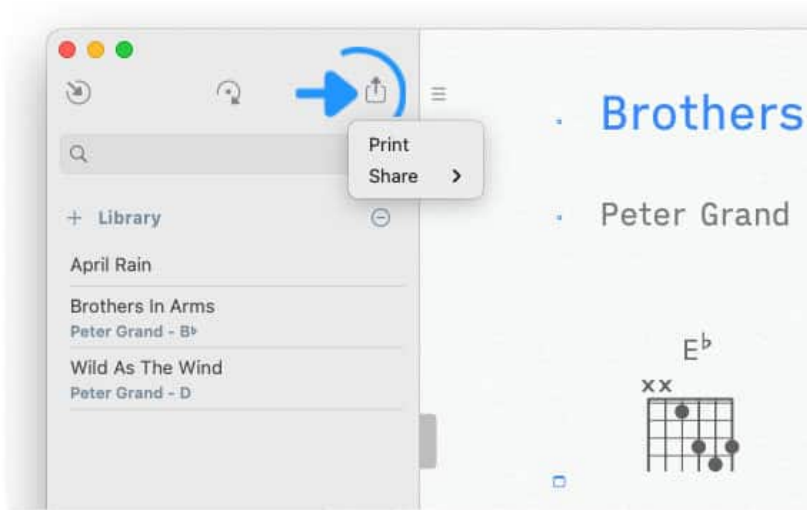 Print
Share
Library
April Rain
Brothers In Arms
Peter Grand - B♭
Wild As The Wind
Peter Grand - D
Brothers
Peter Grand
E♭
xx